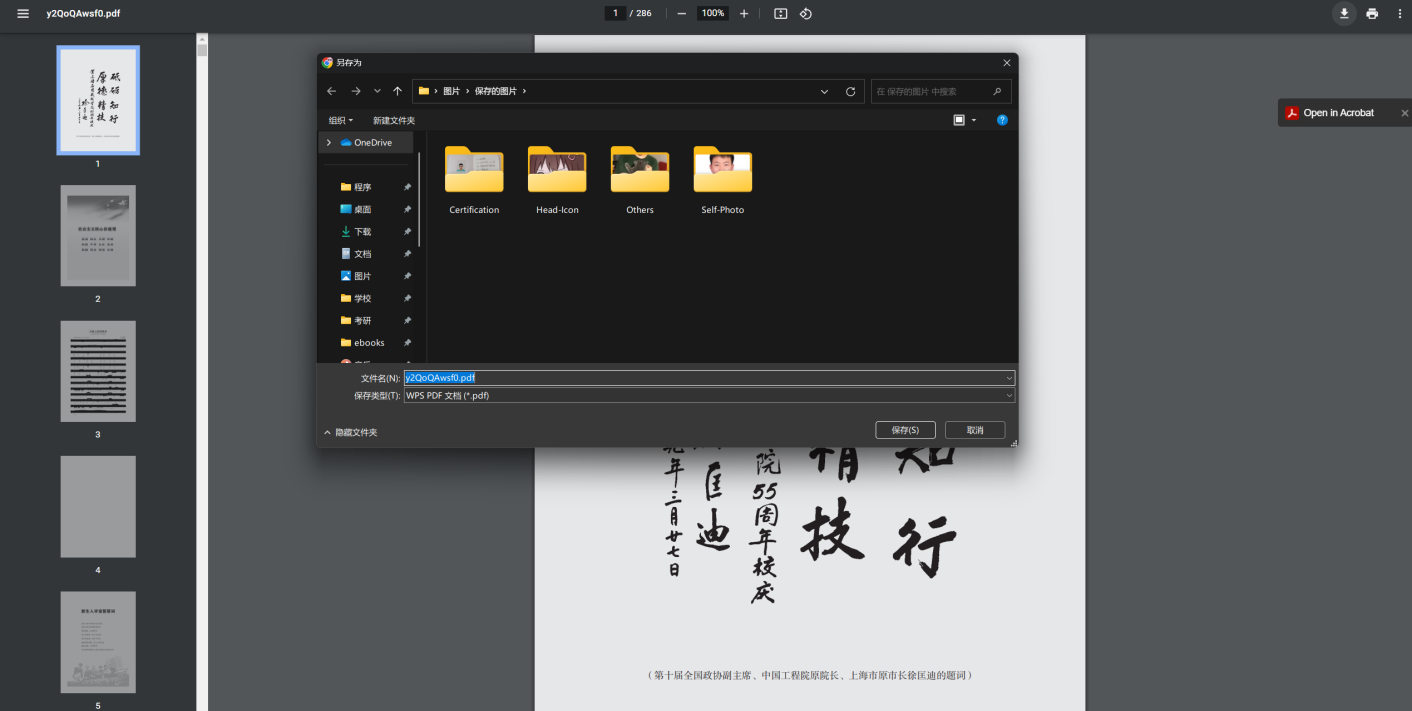 y2QoQAwsf0.pdf
1 / 286
100%
Open in Acrobat
1
2
3
4
5
另存为
图片
保存的图片
在 保存的图片 中搜索
组织
新建文件夹
OneDrive
程序
桌面
下载
文档
图片
学校
考研
ebooks
Certification
Head-Icon
Others
Self-Photo
文件名(N):
y2QoQAwsf0.pdf
保存类型(T):
WPS PDF 文档 (*.pdf)
隐藏文件夹
保存(S)
取消
知
行
精
技
院55周年校庆
匡迪
九年三月廿七日
(第十届全国政协副主席、中国工程院原院长、上海市原市长徐匡迪的题词)